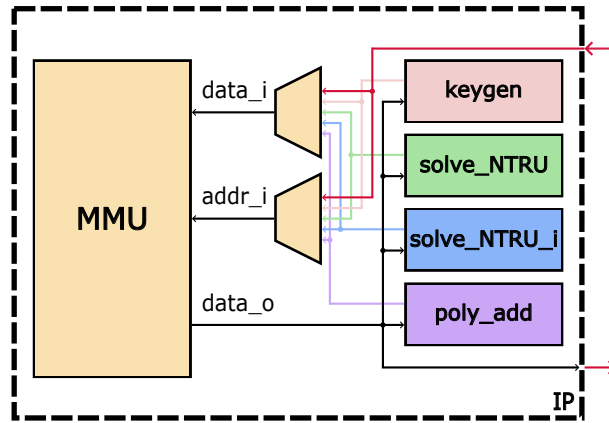 data_i
keygen
solve_NTRU
addr_i
MMU
solve_NTRU_i
data_o
poly_add
IP